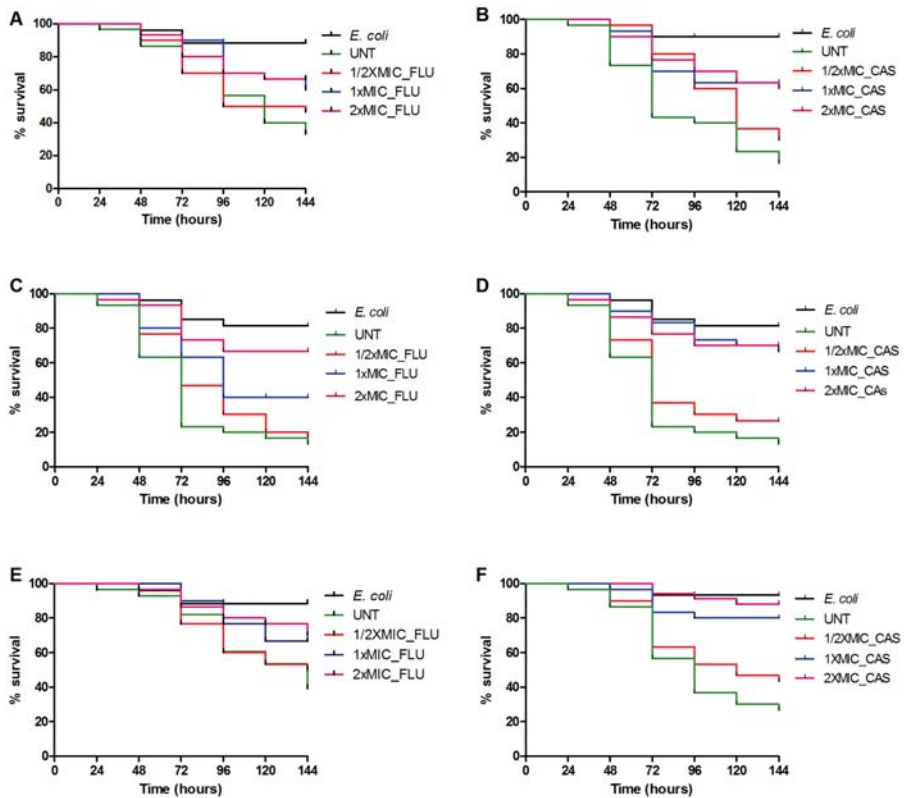 A
100
80
60
40
20
0
% survival
0 24 48 72 96 120 144
Time (hours)
E. coli
UNT
1/2XMIC_FLU
1xMIC_FLU
2xMIC_FLU
B
100
80
60
40
20
0
% survival
0 24 48 72 96 120 144
Time (hours)
E. coli
UNT
1/2xMIC_CAS
1xMIC_CAS
2xMIC_CAS
C
100
80
60
40
20
0
% survival
0 24 48 72 96 120 144
Time (hours)
E. coli
UNT
1/2xMIC_FLU
1xMIC_FLU
2xMIC_FLU
D
100
80
60
40
20
0
% survival
0 24 48 72 96 120 144
Time (hours)
E. coli
UNT
1/2xMIC_CAS
1xMIC_CAS
2xMIC_CAs
E
100
80
60
40
20
0
% survival
0 24 48 72 96 120 144
Time (hours)
E. coli
UNT
1/2XMIC_FLU
1xMIC_FLU
2xMIC_FLU
F
100
80
60
40
20
0
% survival
0 24 48 72 96 120 144
Time (hours)
E. coli
UNT
1/2XMIC_CAS
1XMIC_CAS
2XMIC_CAS